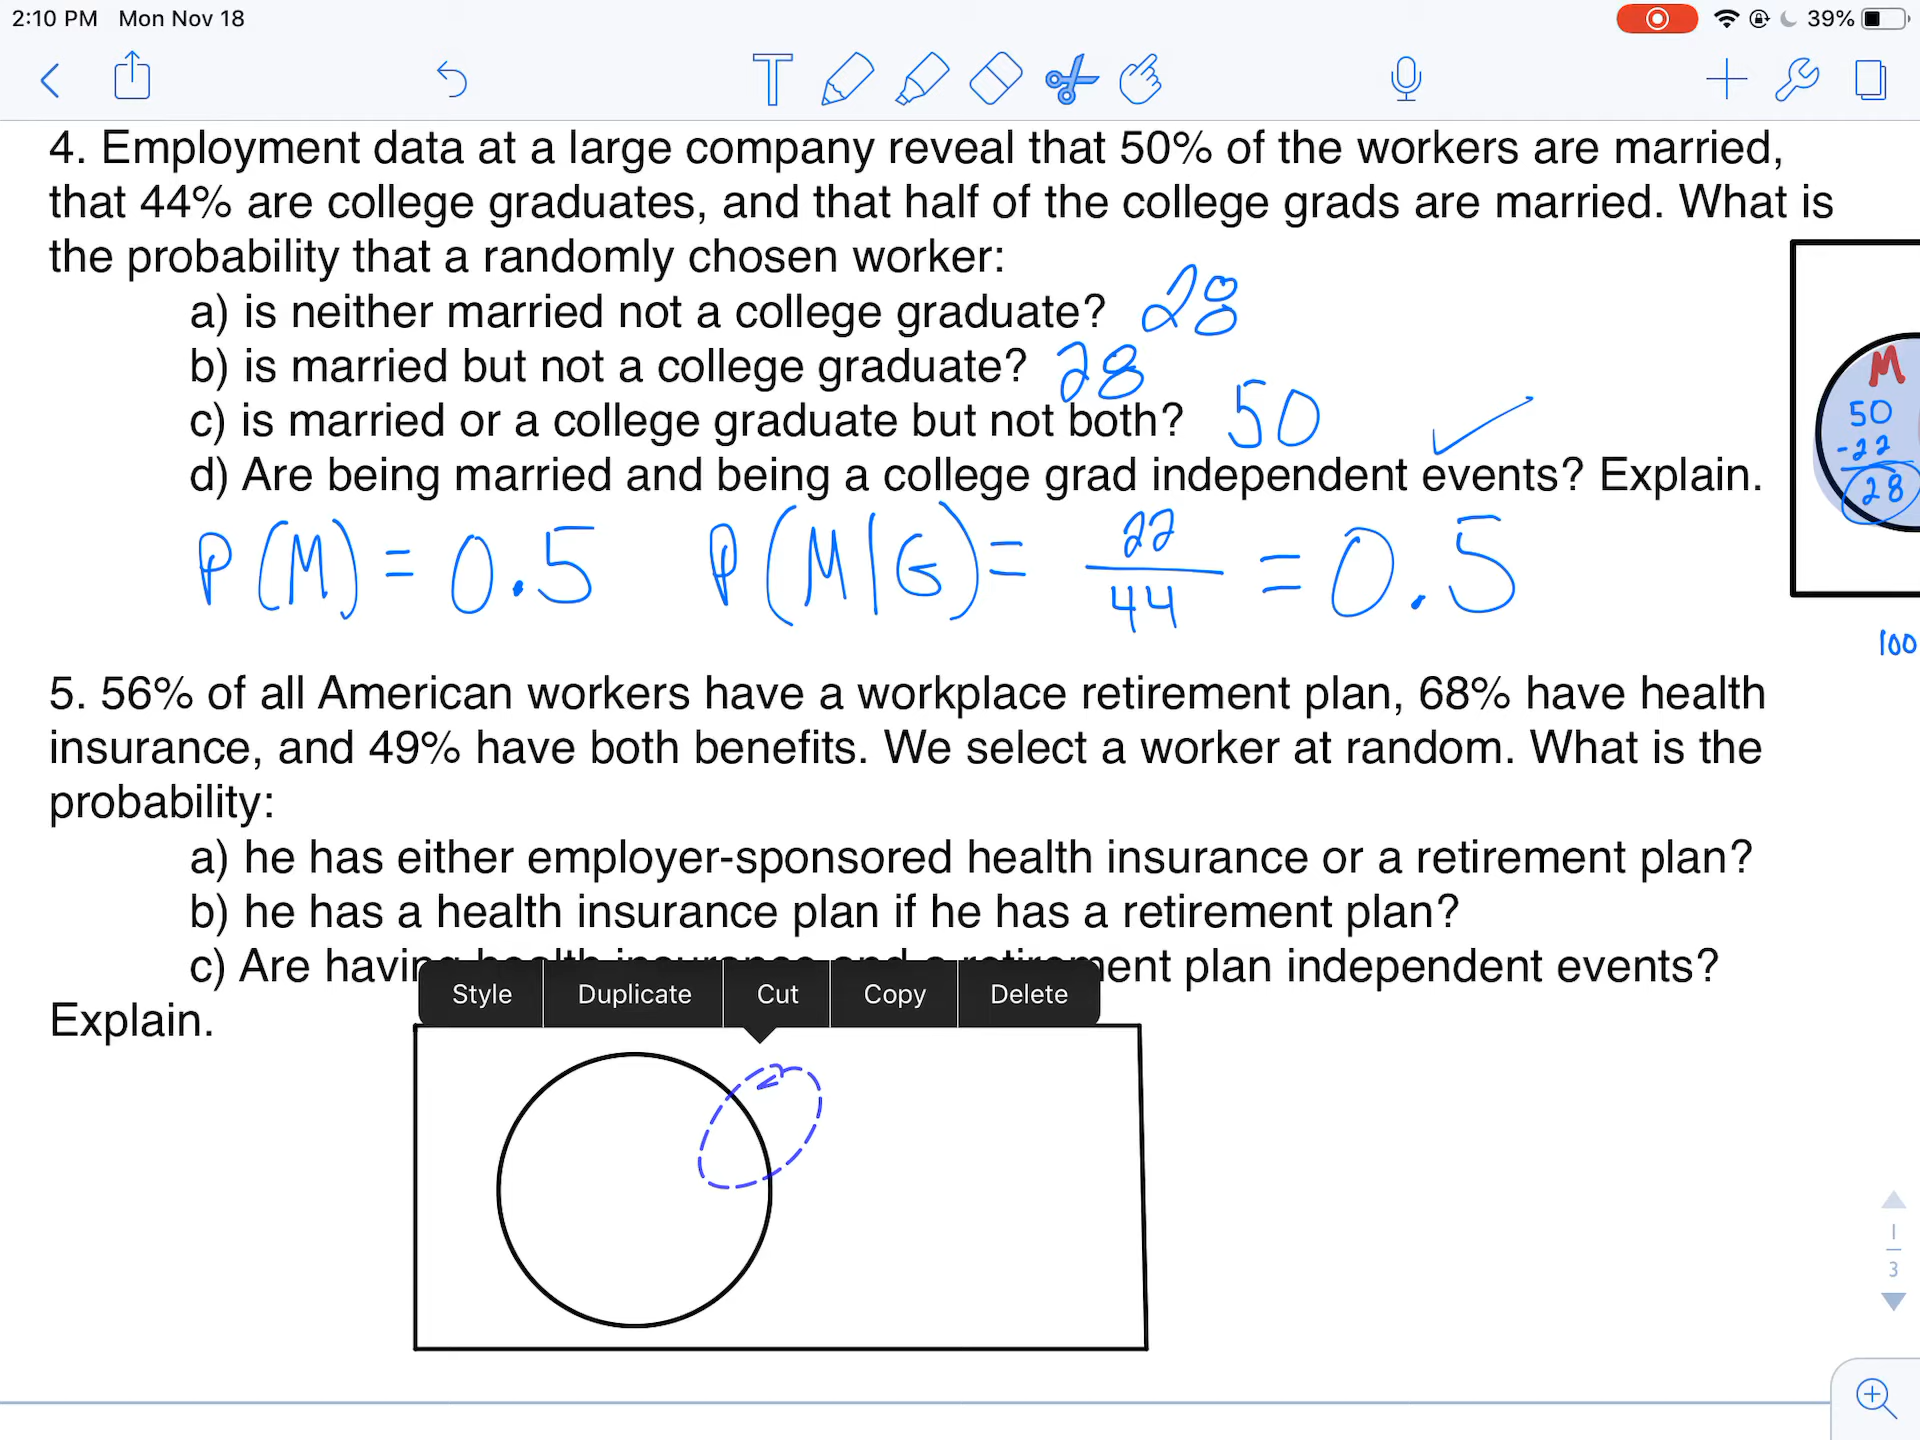 2:10 PM Mon Nov 18
39%
4. Employment data at a large company reveal that 50% of the workers are married,
that 44% are college graduates, and that half of the college grads are married. What is
the probability that a randomly chosen worker:
a) is neither married not a college graduate? 28
b) is married but not a college graduate? 28
c) is married or a college graduate but not both? 50
d) Are being married and being a college grad independent events? Explain.
P(M) = 0.5 P(M|G) = 22/44 = 0.5
M
50
-22
28
100
5. 56% of all American workers have a workplace retirement plan, 68% have health
insurance, and 49% have both benefits. We select a worker at random. What is the
probability:
a) he has either employer-sponsored health insurance or a retirement plan?
b) he has a health insurance plan if he has a retirement plan?
c) Are having health insurance and a retirement plan independent events?
Explain.
Style Duplicate Cut Copy Delete
1
3